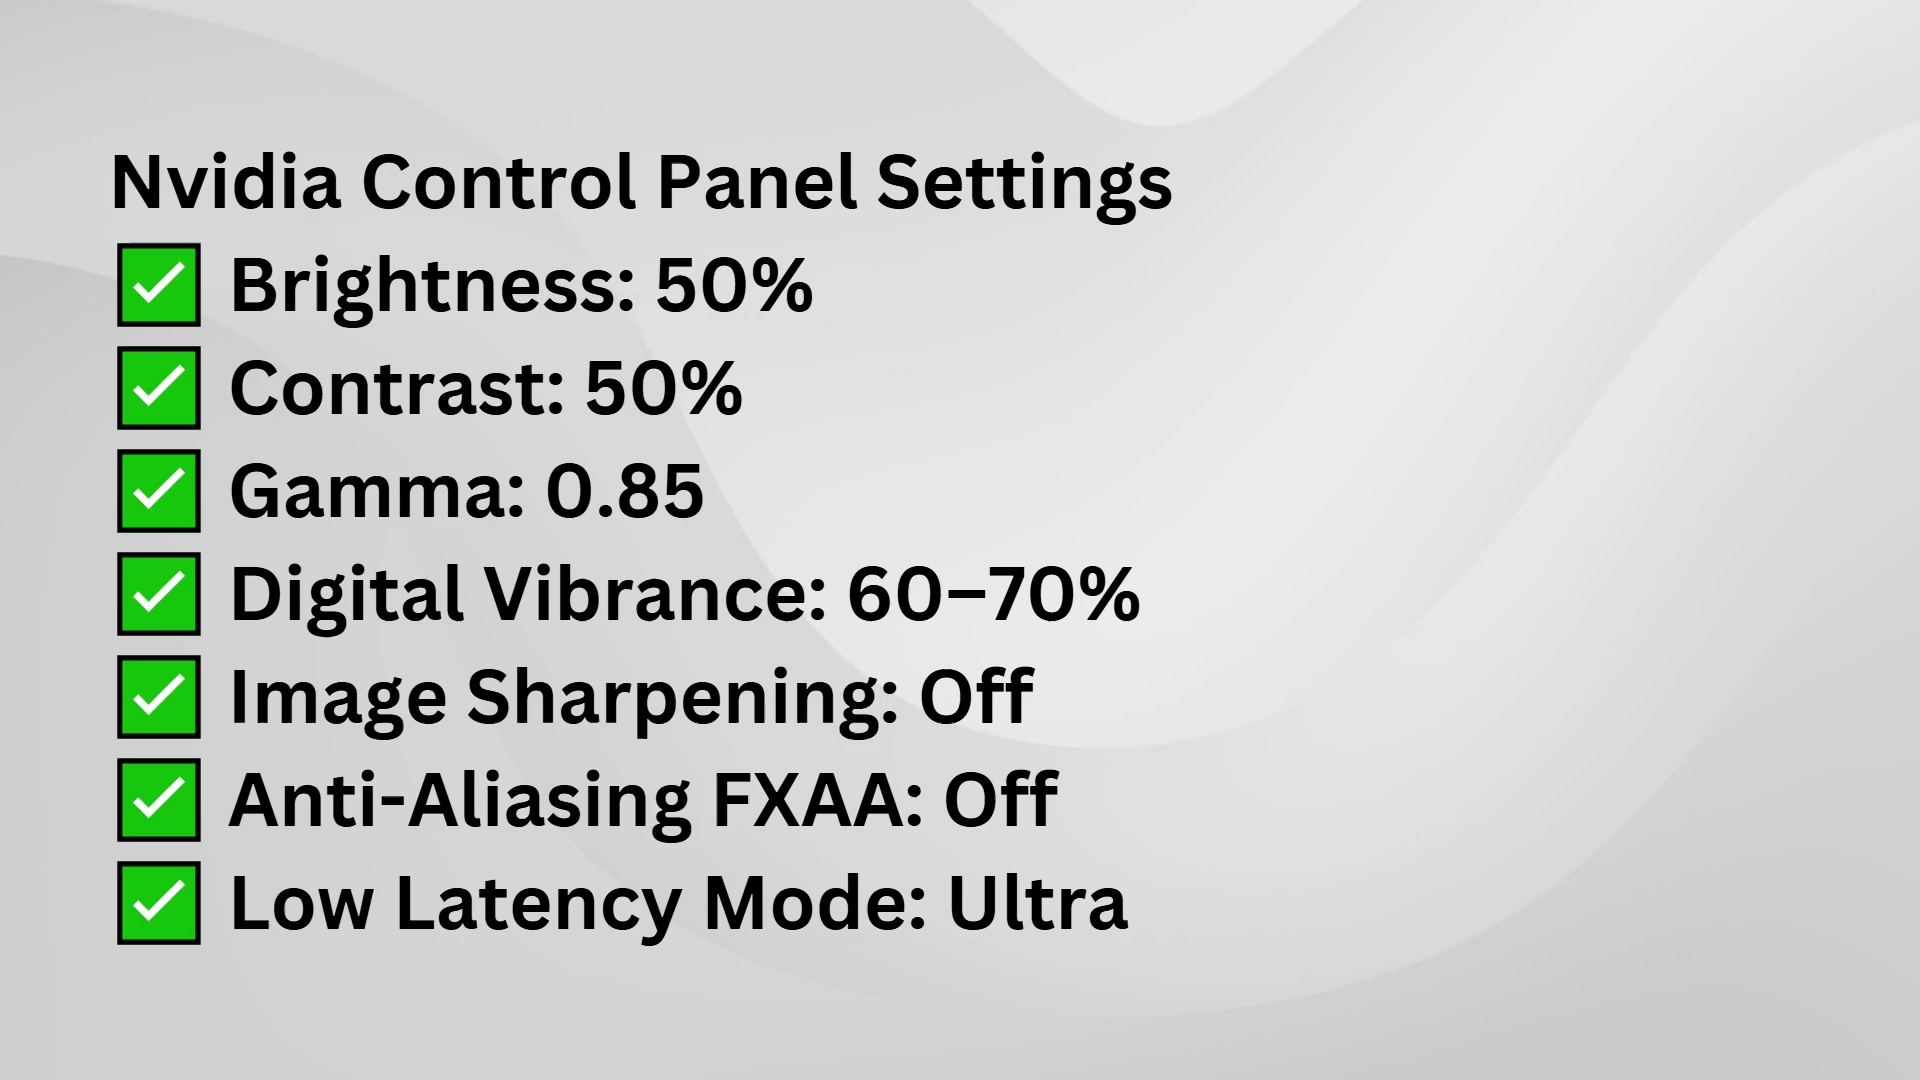 Nvidia Control Panel Settings
✅ Brightness: 50%
✅ Contrast: 50%
✅ Gamma: 0.85
✅ Digital Vibrance: 60–70%
✅ Image Sharpening: Off
✅ Anti-Aliasing FXAA: Off
✅ Low Latency Mode: Ultra